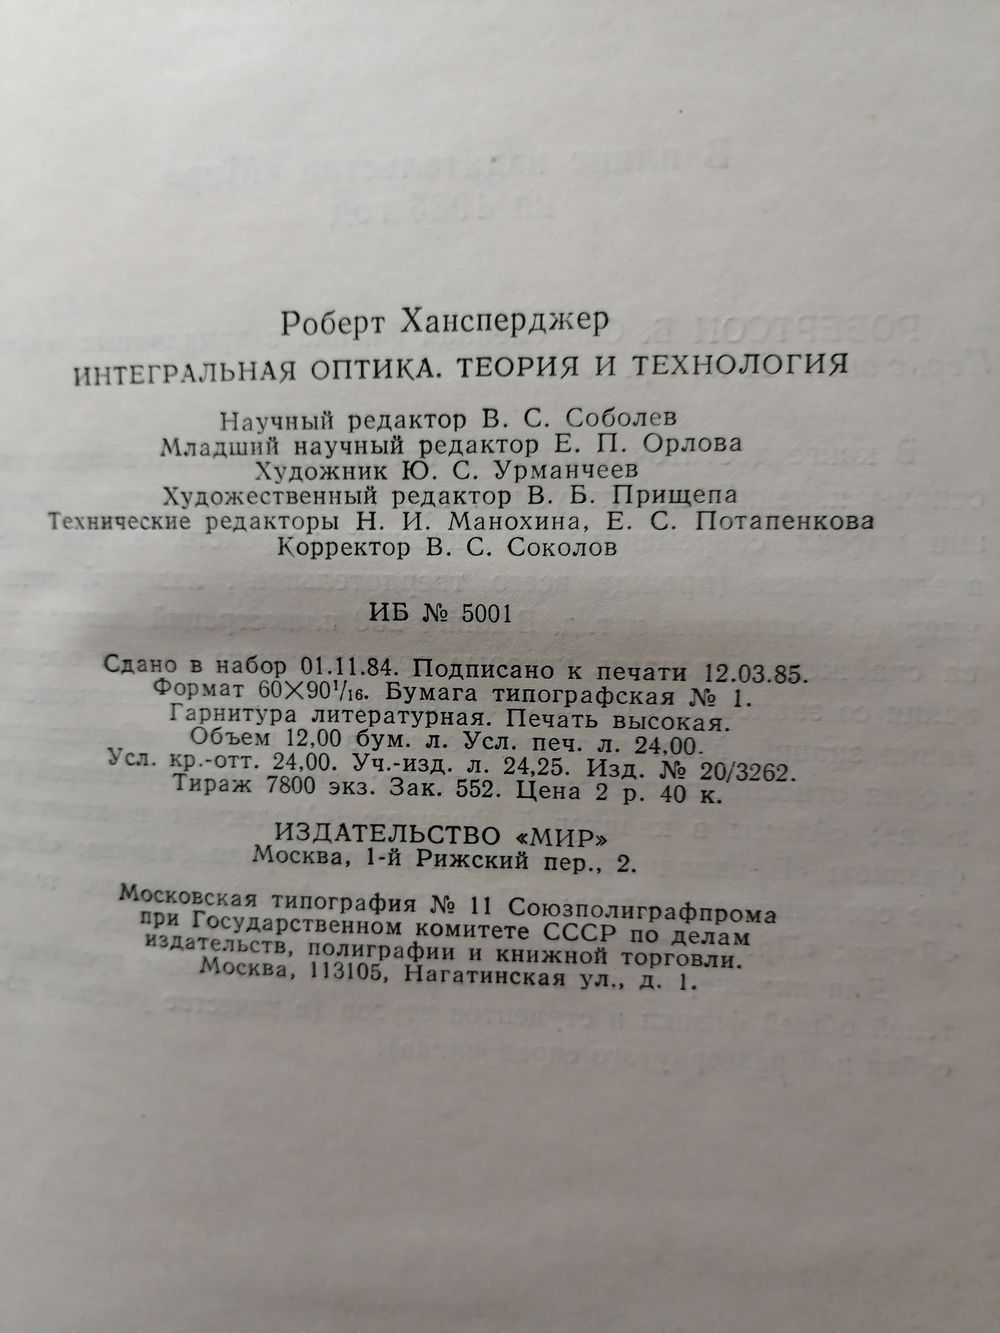 Роберт Хансперджер
ИНТЕГРАЛЬНАЯ ОПТИКА. ТЕОРИЯ И ТЕХНОЛОГИЯ
Научный редактор В. С. Соболев
Младший научный редактор Е. П. Орлова
Художник Ю. С. Урманчеев
Художественный редактор В. Б. Прищепа
Технические редакторы Н. И. Манохина, Е. С. Потапенкова
Корректор В. С. Соколов
ИБ № 5001
Сдано в набор 01.11.84. Подписано к печати 12.03.85.
Формат 60×90¹/₁₆. Бумага типографская № 1.
Гарнитура литературная. Печать высокая.
Объем 12,00 бум. л. Усл. печ. л. 24,00.
Усл. кр.-отт. 24,00. Уч.-изд. л. 24,25. Изд. № 20/3262.
Тираж 7800 экз. Зак. 552. Цена 2 р. 40 к.
ИЗДАТЕЛЬСТВО «МИР»
Москва, 1-й Рижский пер., 2.
Московская типография № 11 Союзполиграфпрома
при Государственном комитете СССР по делам
издательств, полиграфии и книжной торговли.
Москва, 113105, Нагатинская ул., д. 1.